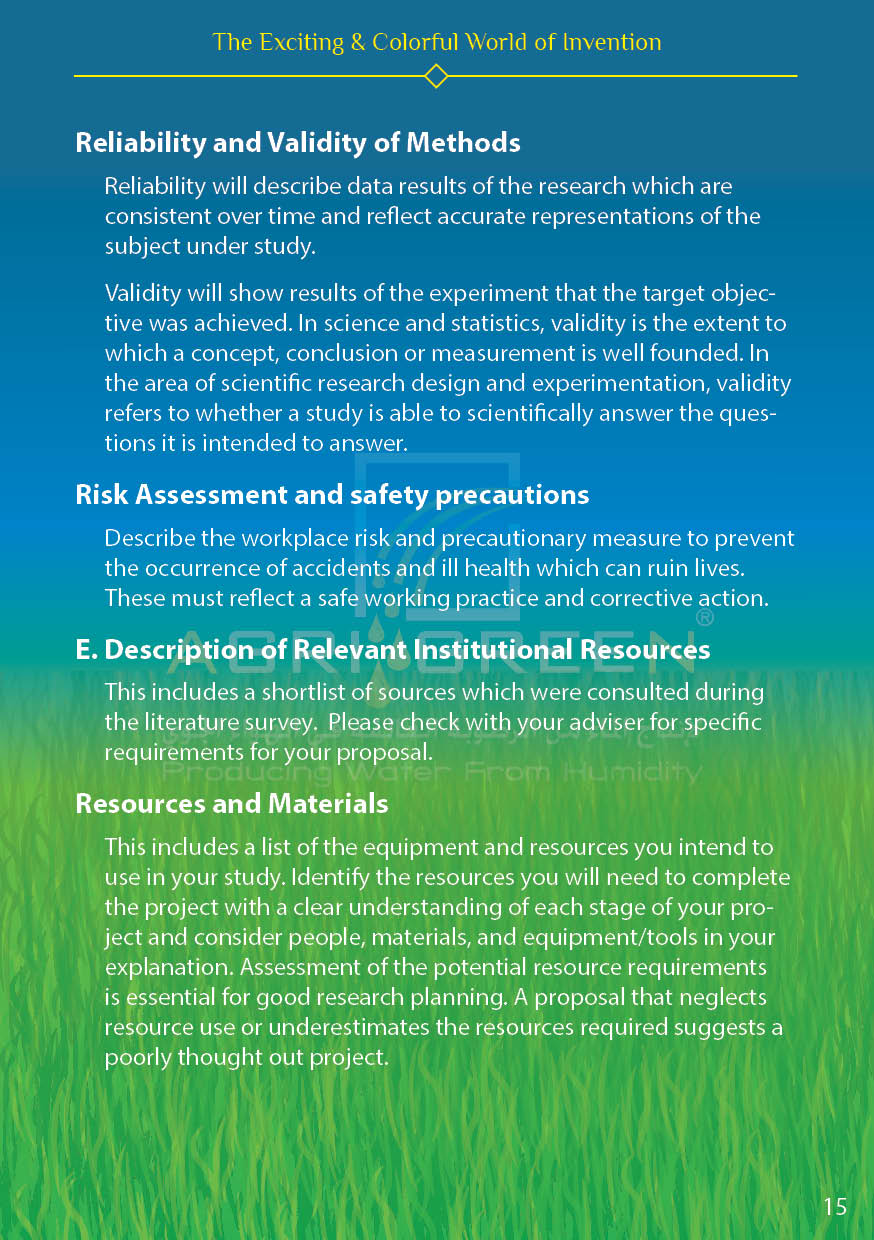 The Exciting & Colorful World of Invention
Reliability and Validity of Methods
Reliability will describe data results of the research which are
consistent over time and reflect accurate representations of the
subject under study.
Validity will show results of the experiment that the target objec-
tive was achieved. In science and statistics, validity is the extent to
which a concept, conclusion or measurement is well founded. In
the area of scientific research design and experimentation, validity
refers to whether a study is able to scientifically answer the ques-
tions it is intended to answer.
Risk Assessment and safety precautions
Describe the workplace risk and precautionary measure to prevent
the occurrence of accidents and ill health which can ruin lives.
These must reflect a safe working practice and corrective action.
AGRI GREEN®
E. Description of Relevant Institutional Resources
This includes a shortlist of sources which were consulted during
the literature survey.  Please check with your adviser for specific
requirements for your proposal.
Producing Water From Humidity
Resources and Materials
This includes a list of the equipment and resources you intend to
use in your study. Identify the resources you will need to complete
the project with a clear understanding of each stage of your pro-
ject and consider people, materials, and equipment/tools in your
explanation. Assessment of the potential resource requirements
is essential for good research planning. A proposal that neglects
resource use or underestimates the resources required suggests a
poorly thought out project.
15